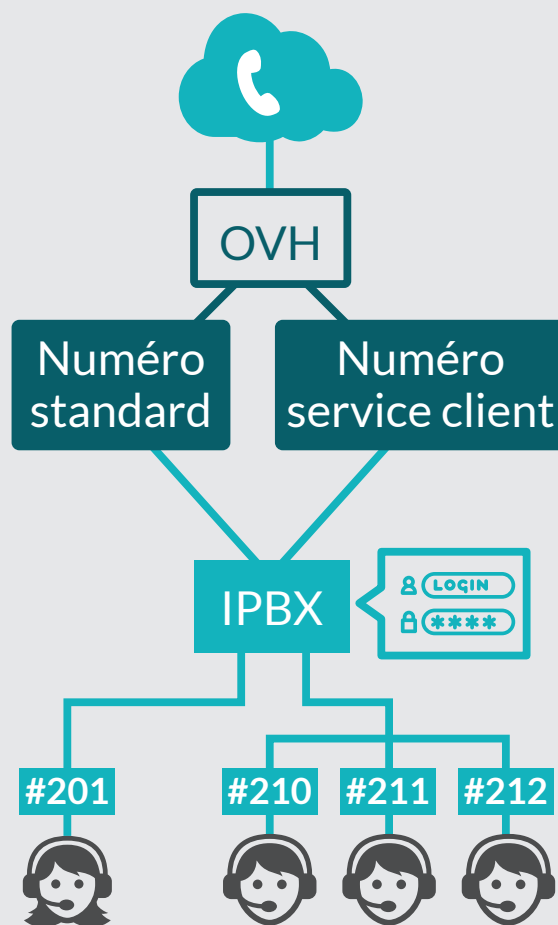 OVH
Numéro
standard
Numéro
service client
IPBX
LOGIN
****
#201
#210
#211
#212